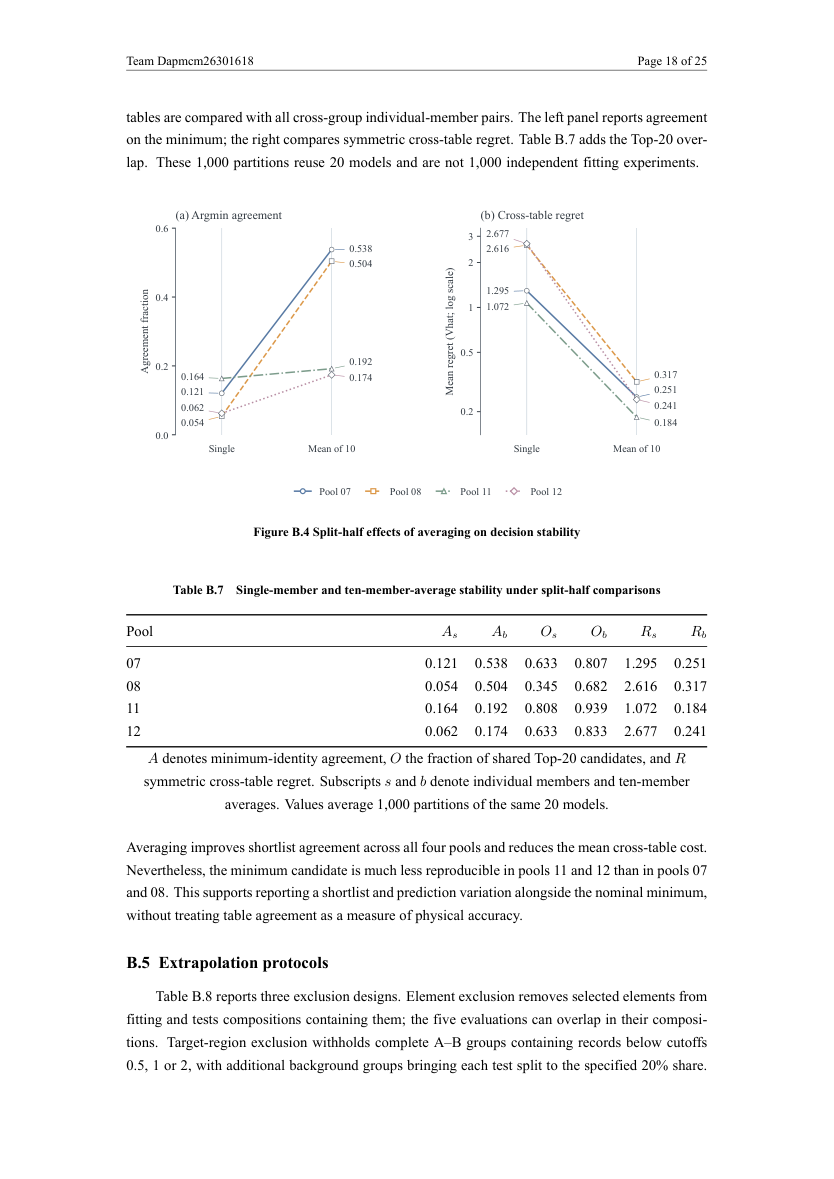 Team Dapmcm26301618 Page 18 of 25
tables are compared with all cross-group individual-member pairs. The left panel reports agreement
on the minimum; the right compares symmetric cross-table regret. Table B.7 adds the Top-20 over-
lap. These 1,000 partitions reuse 20 models and are not 1,000 independent fitting experiments.
(a) Argmin agreement
Agreement fraction
0.6
0.4
0.2
0.0
0.164
0.121
0.062
0.054
0.538
0.504
0.192
0.174
Single Mean of 10
(b) Cross-table regret
Mean regret (Vhat; log scale)
3
2
1
0.5
0.2
2.677
2.616
1.295
1.072
0.317
0.251
0.241
0.184
Single Mean of 10
Pool 07 Pool 08 Pool 11 Pool 12
Figure B.4 Split-half effects of averaging on decision stability
Table B.7 Single-member and ten-member-average stability under split-half comparisons
Pool A_s A_b O_s O_b R_s R_b
07 0.121 0.538 0.633 0.807 1.295 0.251
08 0.054 0.504 0.345 0.682 2.616 0.317
11 0.164 0.192 0.808 0.939 1.072 0.184
12 0.062 0.174 0.633 0.833 2.677 0.241
A denotes minimum-identity agreement, O the fraction of shared Top-20 candidates, and R
symmetric cross-table regret. Subscripts s and b denote individual members and ten-member
averages. Values average 1,000 partitions of the same 20 models.
Averaging improves shortlist agreement across all four pools and reduces the mean cross-table cost.
Nevertheless, the minimum candidate is much less reproducible in pools 11 and 12 than in pools 07
and 08. This supports reporting a shortlist and prediction variation alongside the nominal minimum,
without treating table agreement as a measure of physical accuracy.
B.5 Extrapolation protocols
Table B.8 reports three exclusion designs. Element exclusion removes selected elements from
fitting and tests compositions containing them; the five evaluations can overlap in their composi-
tions. Target-region exclusion withholds complete A–B groups containing records below cutoffs
0.5, 1 or 2, with additional background groups bringing each test split to the specified 20% share.